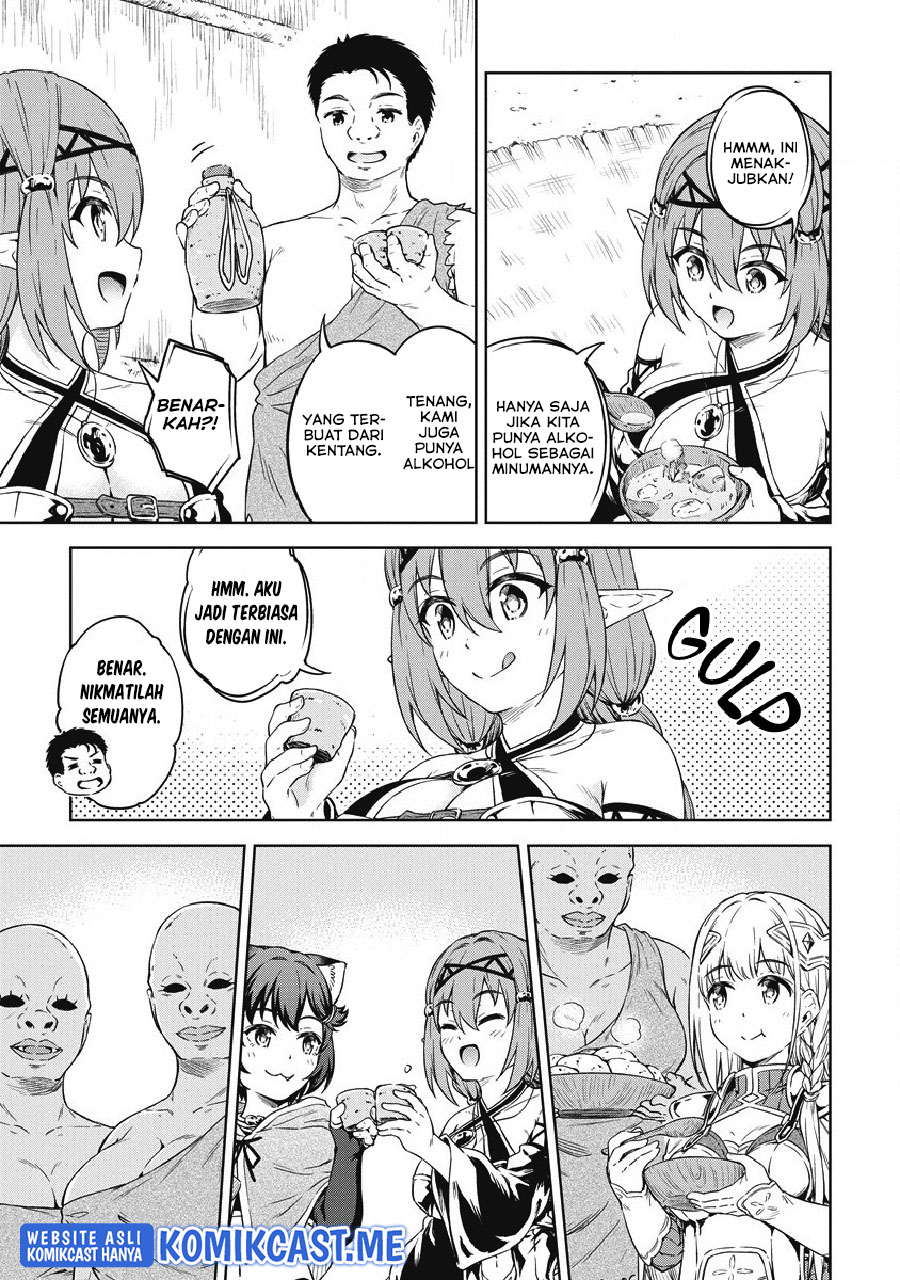 HMMM, INI
MENAK-
JUBKAN!
HANYA SAJA
JIKA KITA
PUNYA ALKO-
HOL SEBAGAI
MINUMANNYA.
TENANG,
KAMI
JUGA
PUNYA
ALKOHOL
YANG TER-
BUAT DARI
KENTANG.
BENAR-
KAH?!
GULP
HMM. AKU
JADI TERBIASA
DENGAN INI.
BENAR.
NIKMATILAH
SEMUANYA.
WEBSITE ASLI
KOMIKCAST HANYA
KOMIKCAST.ME